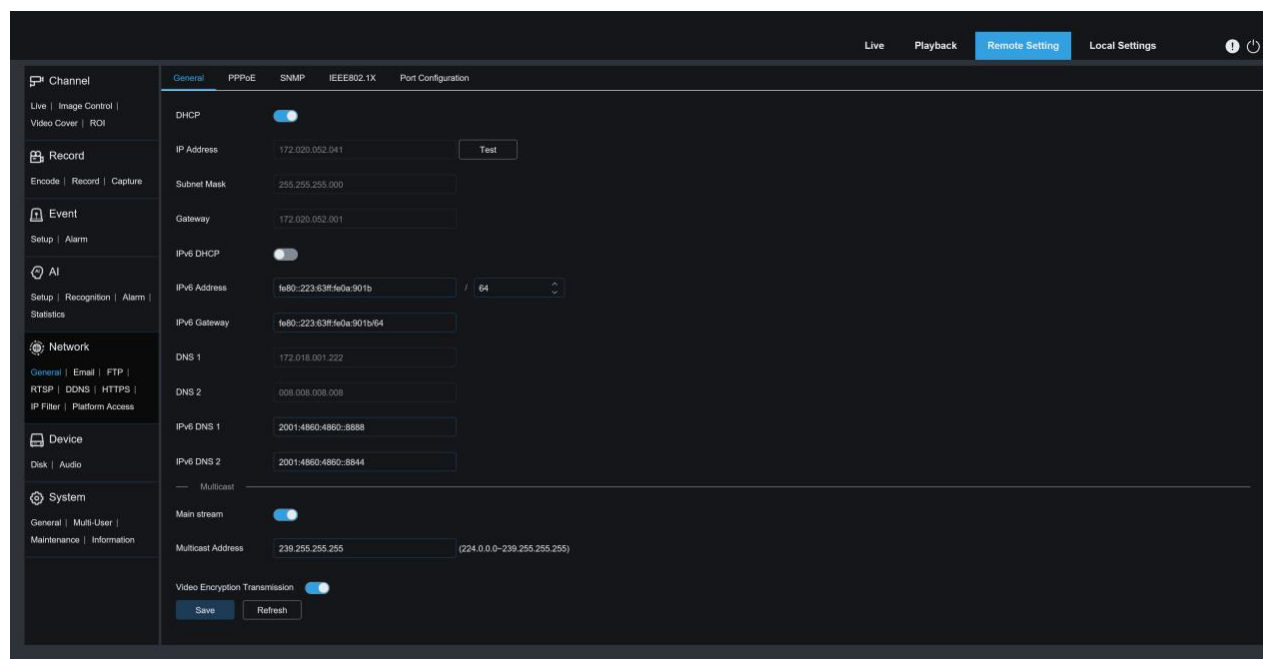 Live Playback Remote Setting Local Settings
Channel
Live | Image Control |
Video Cover | ROI
Record
Encode | Record | Capture
Event
Setup | Alarm
AI
Setup | Recognition | Alarm |
Statistics
Network
General | Email | FTP |
RTSP | DDNS | HTTPS |
IP Filter | Platform Access
Device
Disk | Audio
System
General | Multi-User |
Maintenance | Information
General PPPoE SNMP IEEE802.1X Port Configuration
DHCP
IP Address 172.020.052.041 Test
Subnet Mask 255.255.255.000
Gateway 172.020.052.001
IPv6 DHCP
IPv6 Address fe80::223:63ff:fe0a:901b / 64
IPv6 Gateway fe80::223:63ff:fe0a:901b/64
DNS 1 172.018.001.222
DNS 2 008.008.008.008
IPv6 DNS 1 2001:4860:4860::8888
IPv6 DNS 2 2001:4860:4860::8844
Multicast
Main stream
Multicast Address 239.255.255.255 (224.0.0.0~239.255.255.255)
Video Encryption Transmission
Save Refresh